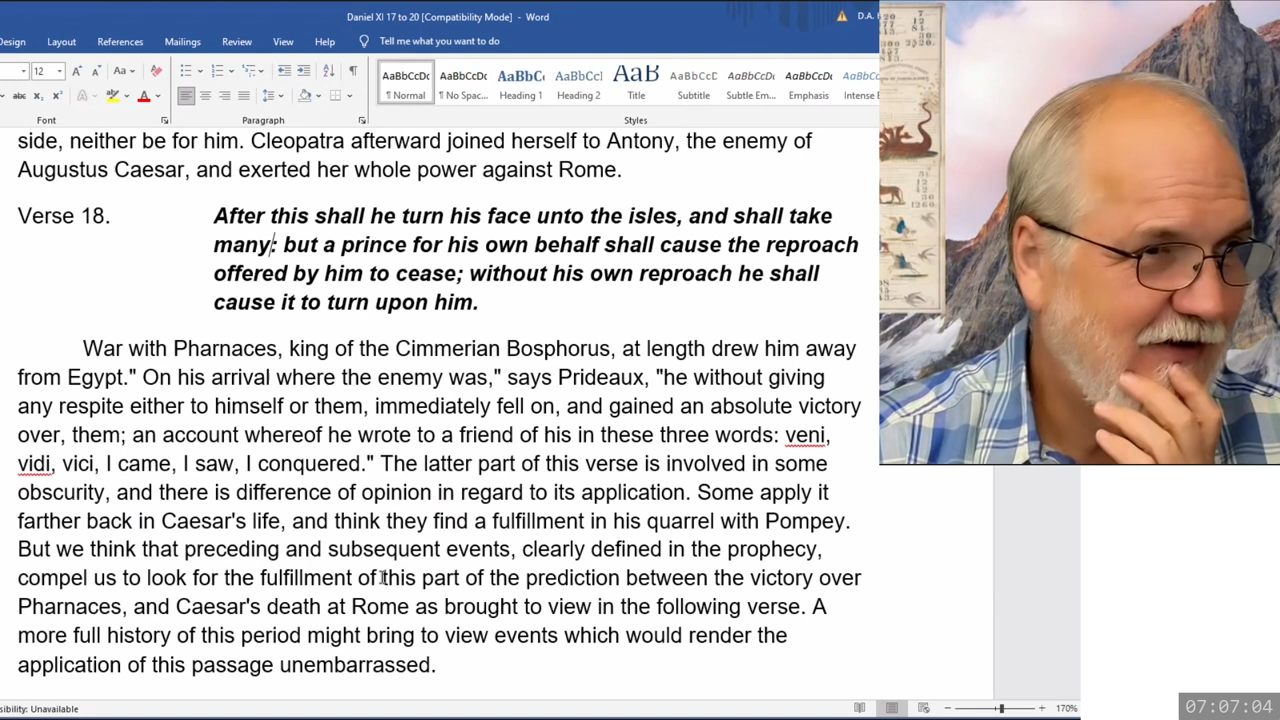 Daniel XI 17 to 20 [Compatibility Mode] - Word
D.A.
Design Layout References Mailings Review View Help Tell me what you want to do
12
AaBbCcDc AaBbCcDc AaBbC AaBbCcl AaB AaBbCcl AaBbCcDc AaBbCcDc AaBbCc
¶ Normal ¶ No Spac... Heading 1 Heading 2 Title Subtitle Subtle Em... Emphasis Intense
Font Paragraph Styles
side, neither be for him. Cleopatra afterward joined herself to Antony, the enemy of
Augustus Caesar, and exerted her whole power against Rome.
Verse 18. After this shall he turn his face unto the isles, and shall take
many: but a prince for his own behalf shall cause the reproach
offered by him to cease; without his own reproach he shall
cause it to turn upon him.
War with Pharnaces, king of the Cimmerian Bosphorus, at length drew him away
from Egypt." On his arrival where the enemy was," says Prideaux, "he without giving
any respite either to himself or them, immediately fell on, and gained an absolute victory
over, them; an account whereof he wrote to a friend of his in these three words: veni,
vidi, vici, I came, I saw, I conquered." The latter part of this verse is involved in some
obscurity, and there is difference of opinion in regard to its application. Some apply it
farther back in Caesar's life, and think they find a fulfillment in his quarrel with Pompey.
But we think that preceding and subsequent events, clearly defined in the prophecy,
compel us to look for the fulfillment of this part of the prediction between the victory over
Pharnaces, and Caesar's death at Rome as brought to view in the following verse. A
more full history of this period might bring to view events which would render the
application of this passage unembarrassed.
sibility: Unavailable
170%
07:07:04